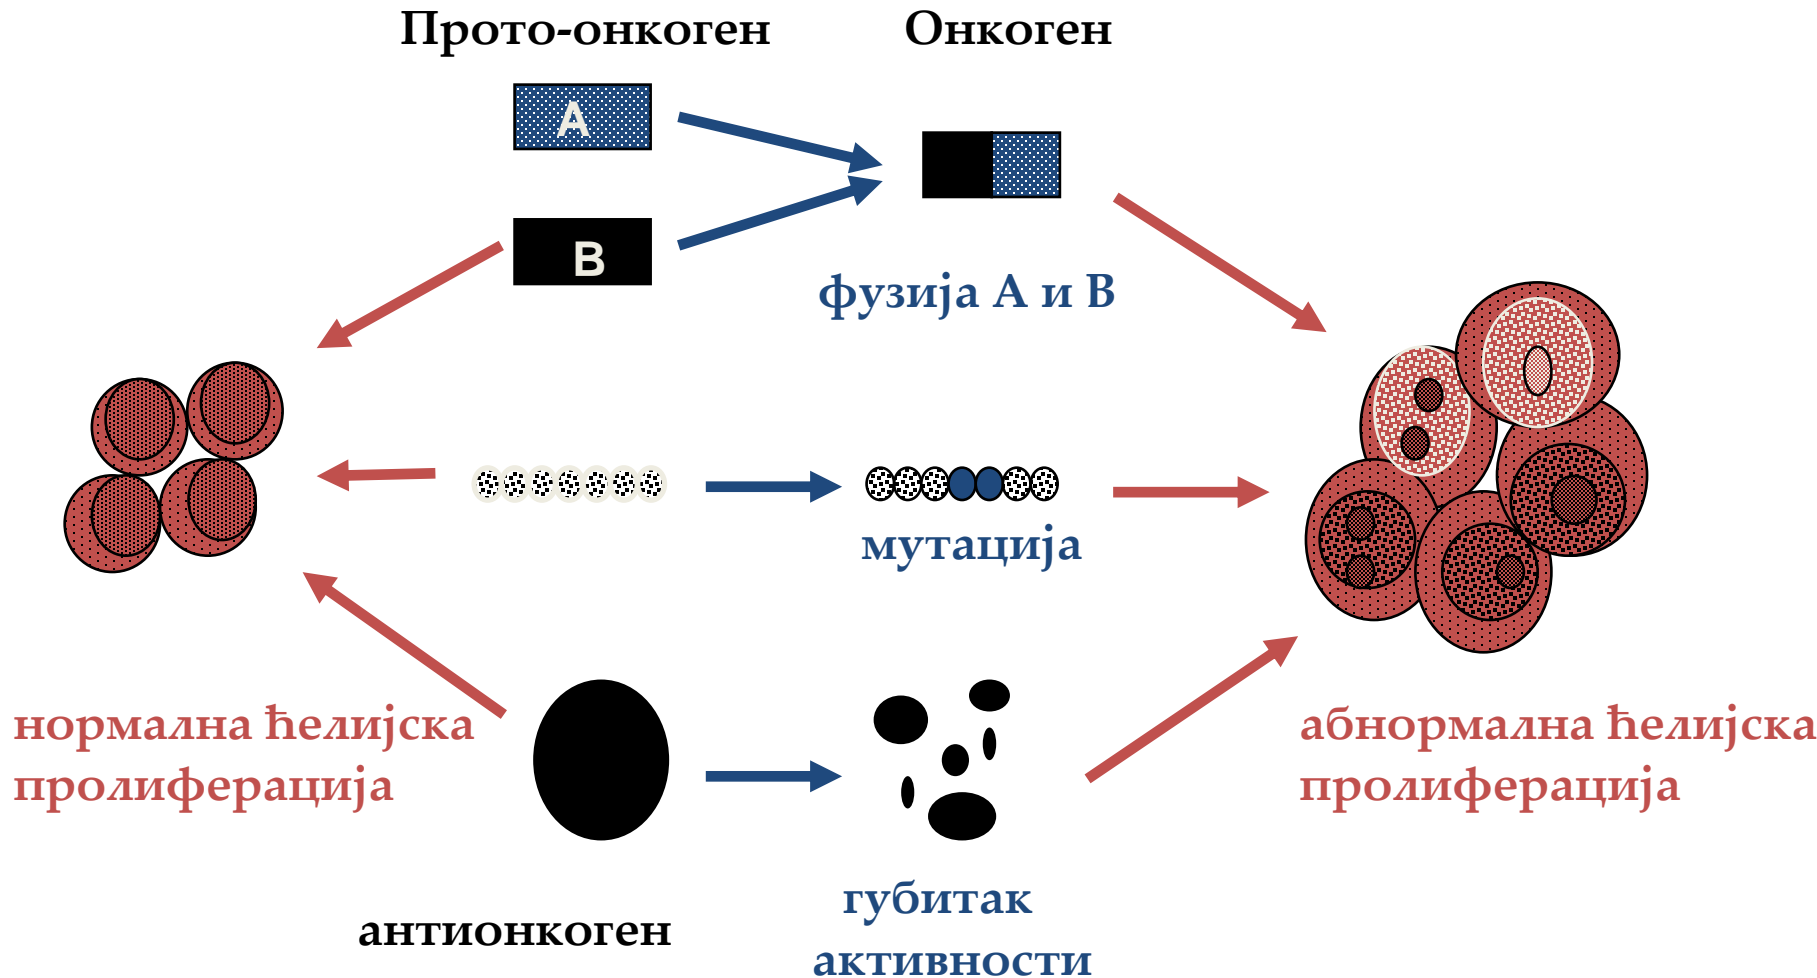 Прото-онкоген
Онкоген
A
B
фузија А и В
мутација
нормална ћелијска
пролиферација
абнормална ћелијска
пролиферација
антионкоген
губитак
активности